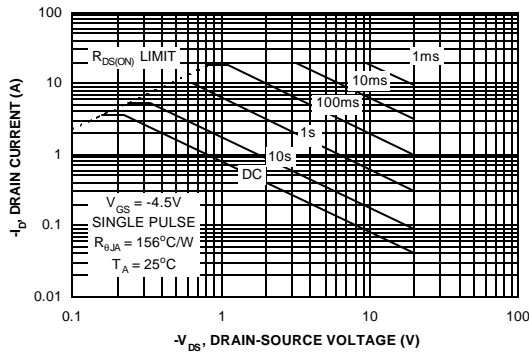 100
10
1
0.1
0.01
-I_D, DRAIN CURRENT (A)
R_DS(ON) LIMIT
1ms
10ms
100ms
1s
10s
DC
V_GS = -4.5V
SINGLE PULSE
R_θJA = 156°C/W
T_A = 25°C
0.1
1
10
100
-V_DS, DRAIN-SOURCE VOLTAGE (V)